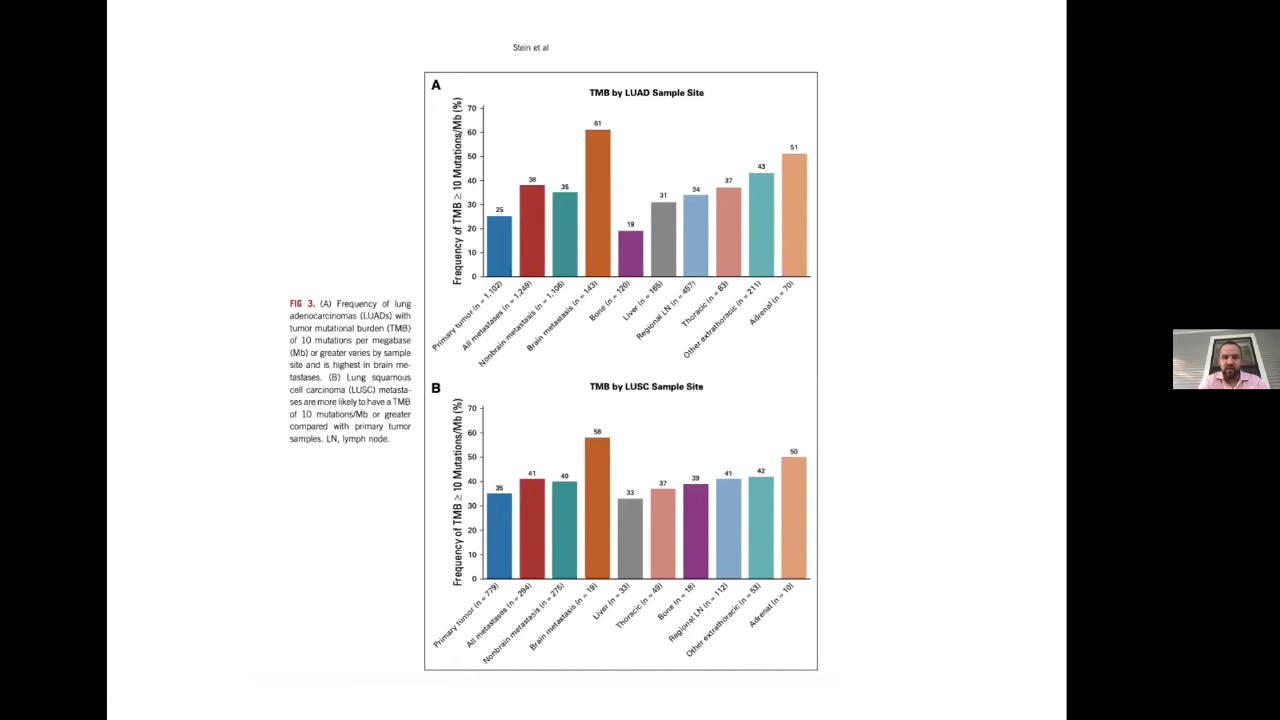 Stein et al
A
TMB by LUAD Sample Site
Frequency of TMB ≥ 10 Mutations/Mb (%)
70
60
50
40
30
20
10
0
25
38
35
61
19
31
34
37
43
51
Primary tumor (n = 1,102)
All metastases (n = 1,249)
Nonbrain metastasis (n = 1,106)
Brain metastasis (n = 143)
Bone (n = 120)
Liver (n = 165)
Regional LN (n = 457)
Thoracic (n = 83)
Other extrathoracic (n = 211)
Adrenal (n = 70)
FIG 3. (A) Frequency of lung
adenocarcinomas (LUADs) with
tumor mutational burden (TMB)
of 10 mutations per megabase
(Mb) or greater varies by sample
site and is highest in brain me-
tastases. (B) Lung squamous
cell carcinoma (LUSC) metasta-
ses are more likely to have a TMB
of 10 mutations/Mb or greater
compared with primary tumor
samples. LN, lymph node.
B
TMB by LUSC Sample Site
Frequency of TMB ≥ 10 Mutations/Mb (%)
70
60
50
40
30
20
10
0
35
41
40
58
33
37
39
41
42
50
Primary tumor (n = 779)
All metastases (n = 294)
Nonbrain metastasis (n = 275)
Brain metastasis (n = 19)
Liver (n = 33)
Thoracic (n = 49)
Bone (n = 18)
Regional LN (n = 112)
Other extrathoracic (n = 53)
Adrenal (n = 10)